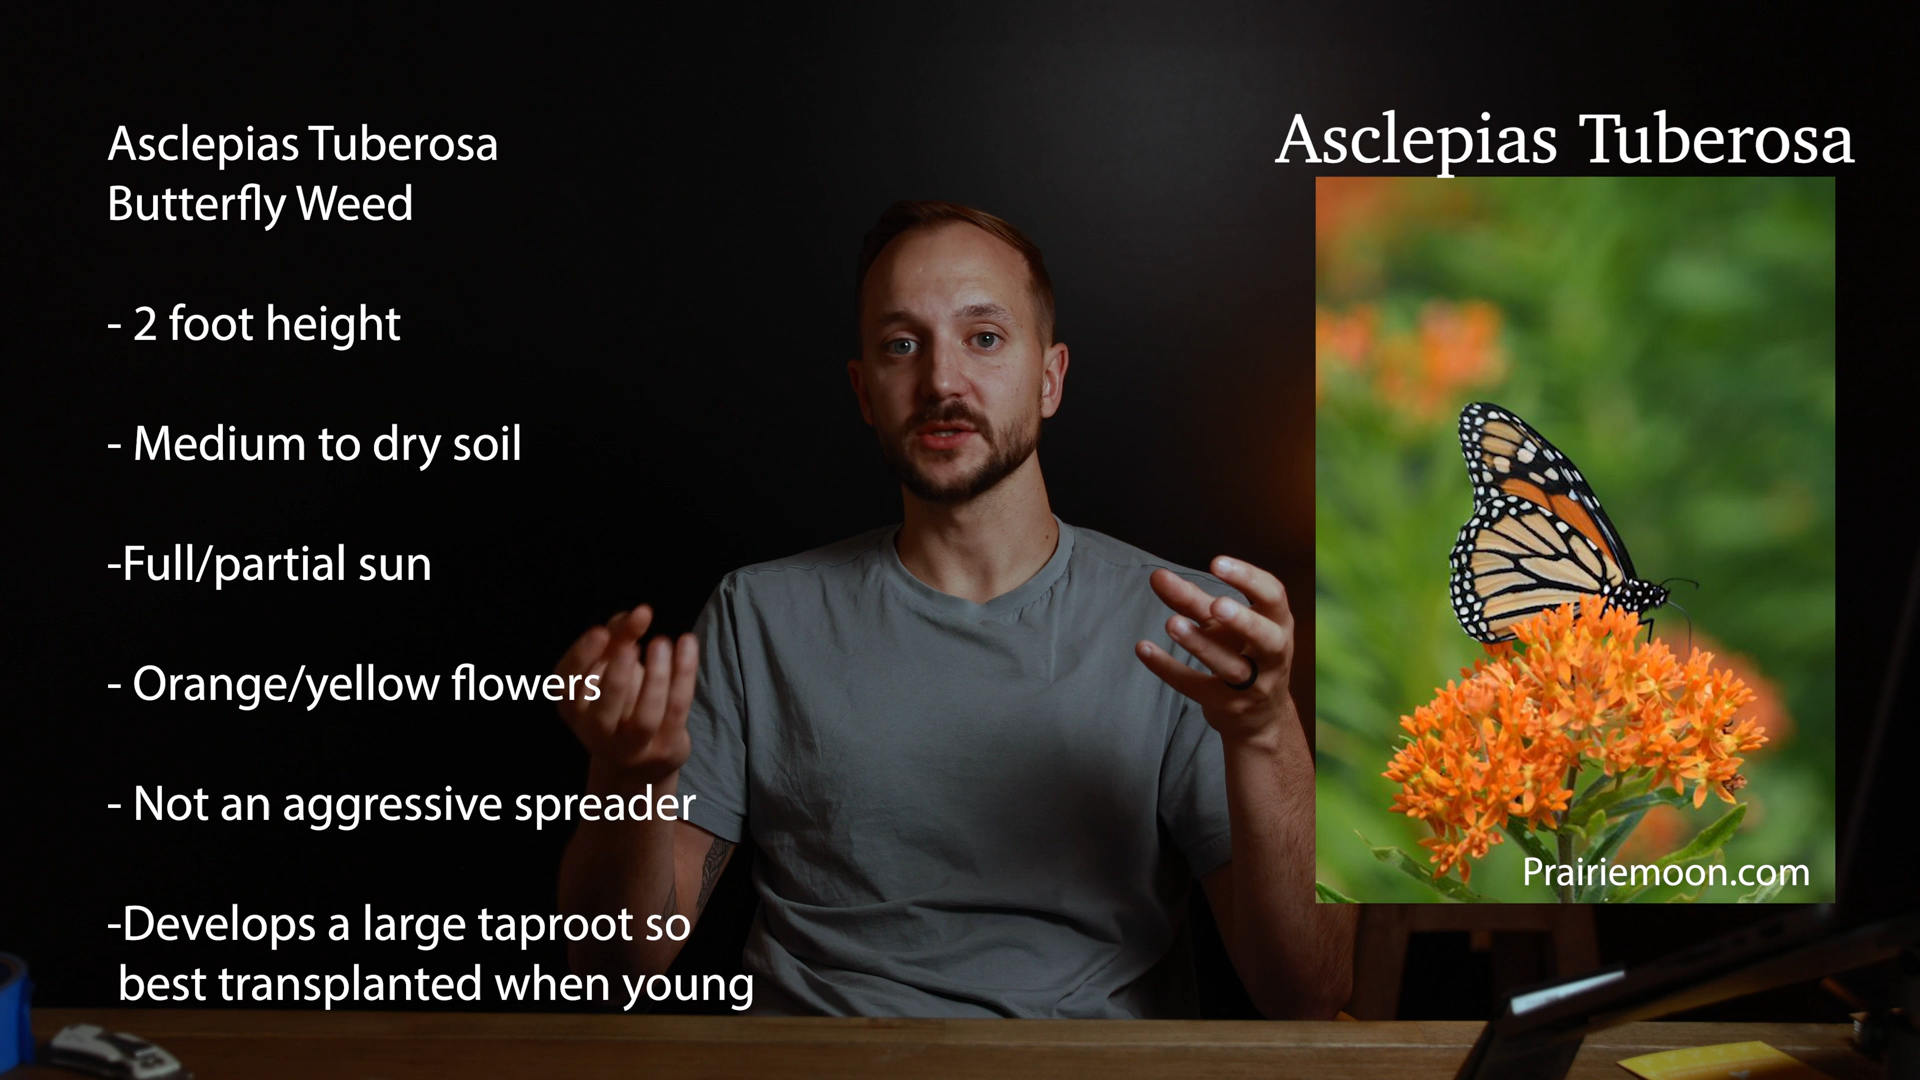 Asclepias Tuberosa
Butterfly Weed
- 2 foot height
- Medium to dry soil
-Full/partial sun
- Orange/yellow flowers
- Not an aggressive spreader
-Develops a large taproot so
best transplanted when young
Asclepias Tuberosa
Prairiemoon.com